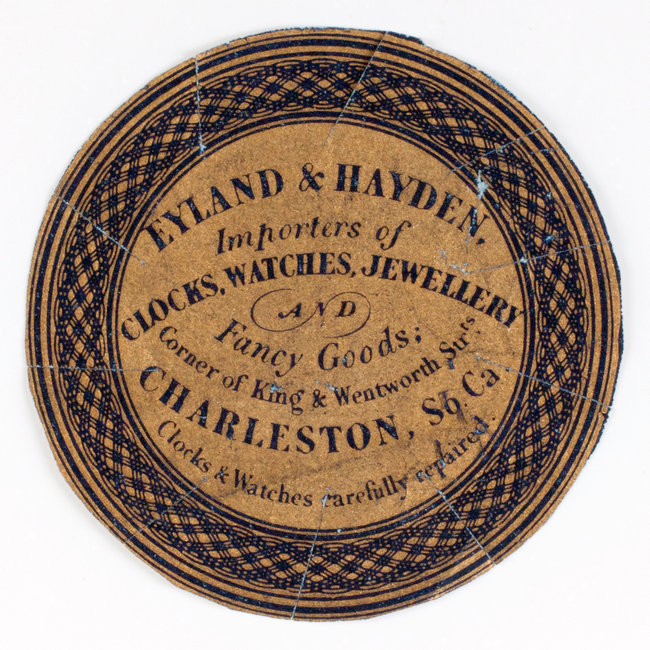 EYLAND & HAYDEN,
Importers of
CLOCKS, WATCHES, JEWELLERY
AND
Fancy Goods;
Corner of King & Wentworth Strts.
CHARLESTON, So Ca
Clocks & Watches carefully repaired.